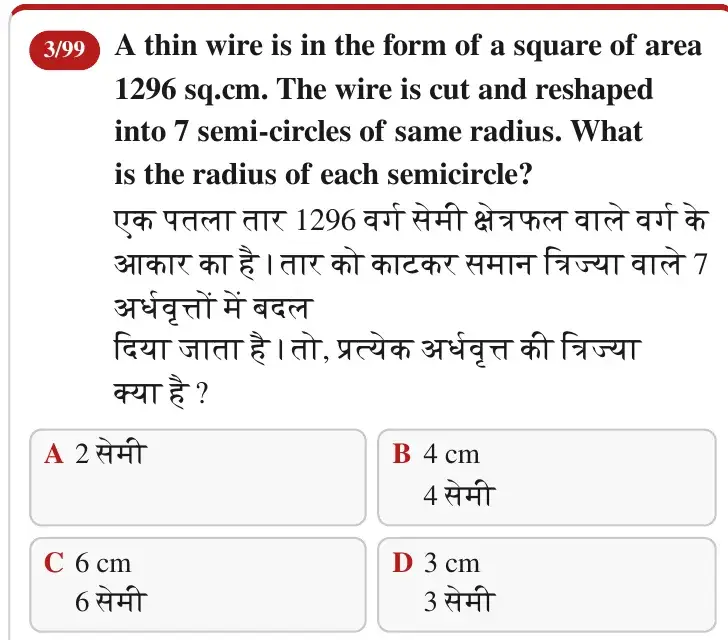 3/99 A thin wire is in the form of a square of area
1296 sq.cm. The wire is cut and reshaped
into 7 semi-circles of same radius. What
is the radius of each semicircle?
एक पतला तार 1296 वर्ग सेमी क्षेत्रफल वाले वर्ग के
आकार का है। तार को काटकर समान त्रिज्या वाले 7
अर्धवृत्तों में बदल
दिया जाता है। तो, प्रत्येक अर्धवृत्त की त्रिज्या
क्या है ?
A 2 सेमी
B 4 cm
4 सेमी
C 6 cm
6 सेमी
D 3 cm
3 सेमी